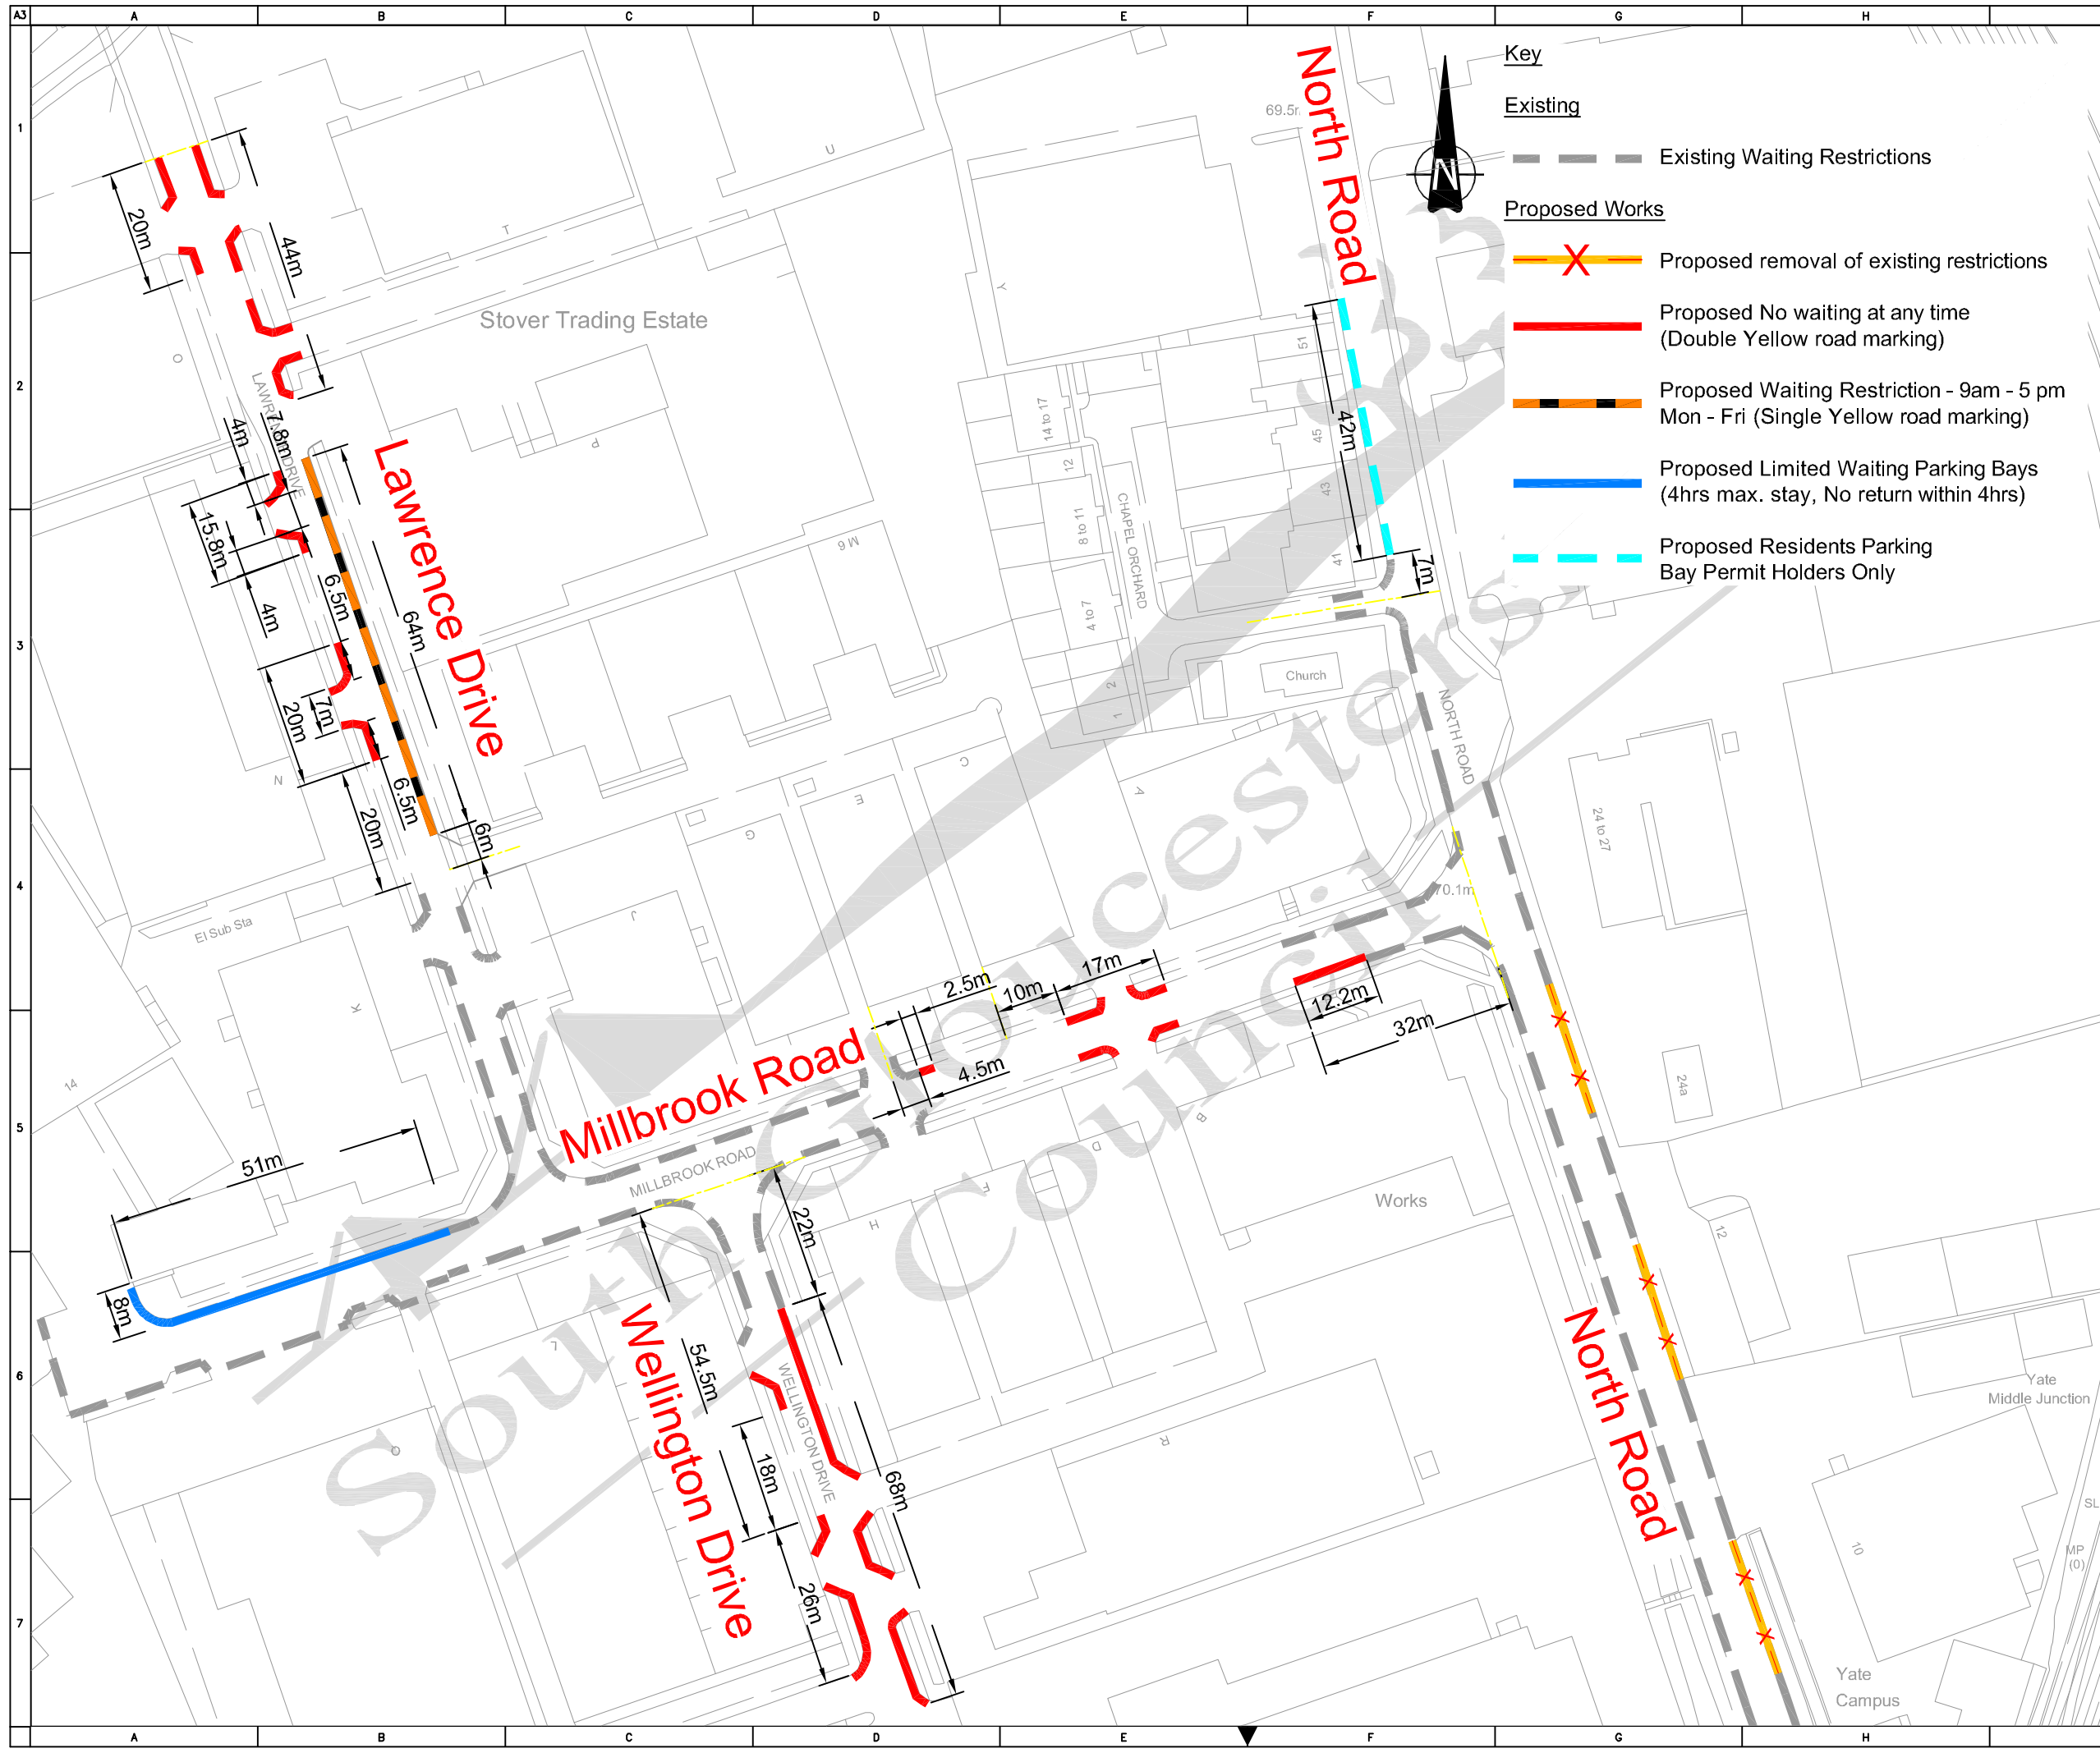 A3
A
B
C
D
E
F
G
H
1
2
3
4
5
6
7
Key
Existing
Existing Waiting Restrictions
Proposed Works
X
Proposed removal of existing restrictions
Proposed No waiting at any time
(Double Yellow road marking)
Proposed Waiting Restriction - 9am - 5 pm
Mon - Fri (Single Yellow road marking)
Proposed Limited Waiting Parking Bays
(4hrs max. stay, No return within 4hrs)
Proposed Residents Parking
Bay Permit Holders Only
N
North Road
69.5m
U
T
Y
20m
44m
Stover Trading Estate
O
LAWRENCE DRIVE
4m
7.8m
15.8m
4m
6.5m
Lawrence Drive
64m
P
M6
14 to 17
12
8 to 11
4 to 7
2
1
CHAPEL ORCHARD
51
45
43
41
42m
7m
Church
NORTH ROAD
7m
20m
N
20m
6.5m
6m
El Sub Sta
C
E
G
A
J
K
24 to 27
70.1m
2.5m
10m
17m
12.2m
32m
4.5m
Millbrook Road
MILLBROOK ROAD
14
51m
8m
24a
12
B
D
F
H
Works
22m
L
Wellington Drive
54.5m
WELLINGTON DRIVE
18m
68m
26m
Q
R
North Road
Yate
Middle Junction
10
SL
MP
(0)
Yate
Campus
South Gloucestershire
Council
A
B
C
D
E
F
G
H